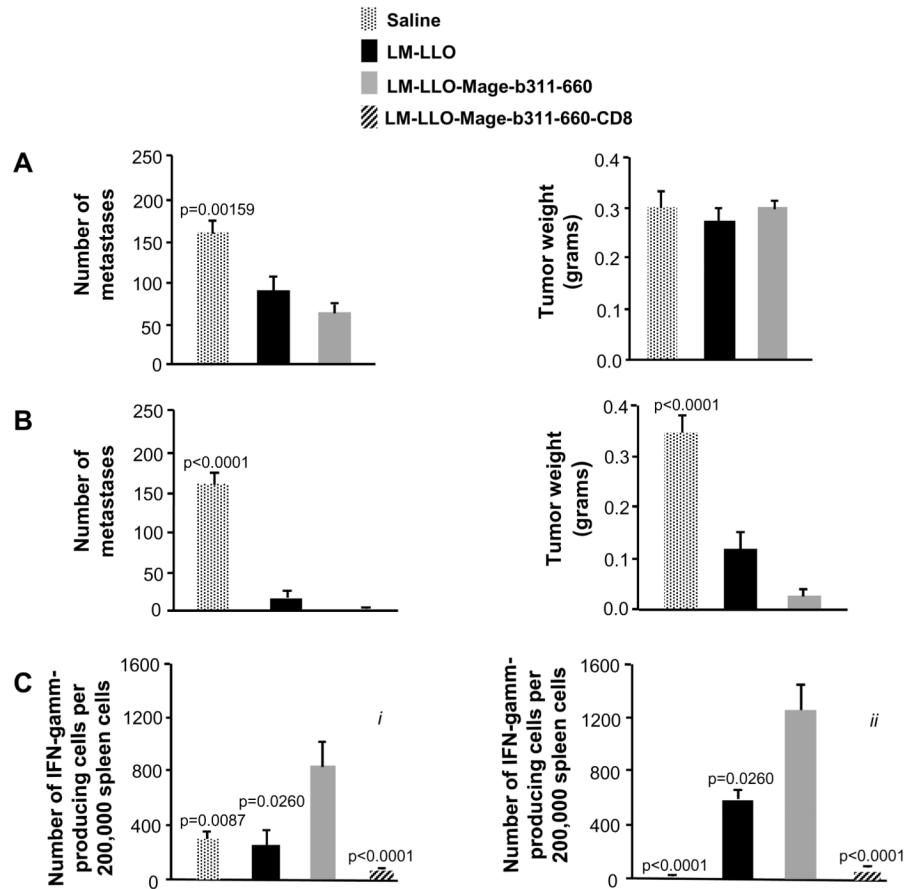 Saline
LM-LLO
LM-LLO-Mage-b311-660
LM-LLO-Mage-b311-660-CD8
A
Number of
metastases
250
200
150
100
50
0
p=0.00159
Tumor weight
(grams)
0.4
0.3
0.2
0.1
0.0
B
Number of
metastases
250
200
150
100
50
0
p<0.0001
Tumor weight
(grams)
0.4
0.3
0.2
0.1
0.0
p<0.0001
C
Number of IFN-gamm-
producing cells per
200,000 spleen cells
1600
1200
800
400
0
p=0.0087
p=0.0260
p<0.0001
i
Number of IFN-gamm-
producing cells per
200,000 spleen cells
1600
1200
800
400
0
p<0.0001
p=0.0260
p<0.0001
ii